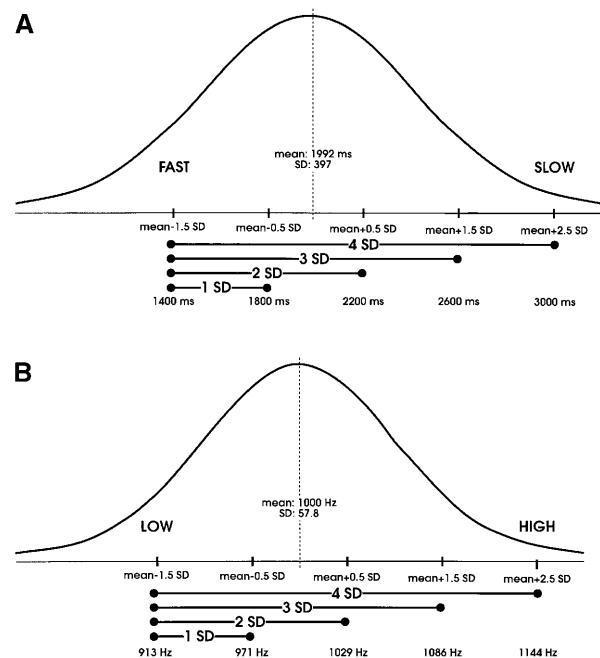 A
mean: 1992 ms
SD: 397
FAST
SLOW
mean-1.5 SD mean-0.5 SD mean+0.5 SD mean+1.5 SD mean+2.5 SD
4 SD
3 SD
2 SD
1 SD
1400 ms 1800 ms 2200 ms 2600 ms 3000 ms
B
mean: 1000 Hz
SD: 57.8
LOW
HIGH
mean-1.5 SD mean-0.5 SD mean+0.5 SD mean+1.5 SD mean+2.5 SD
4 SD
3 SD
2 SD
1 SD
913 Hz 971 Hz 1029 Hz 1086 Hz 1144 Hz